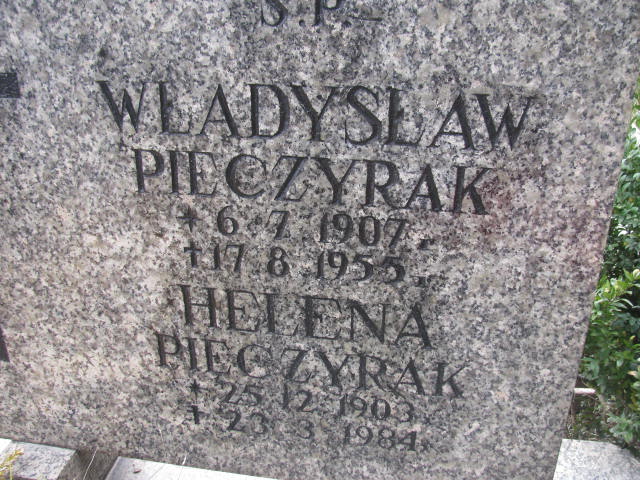 S.P.
WŁADYSŁAW
PIECZYRAK
* 6 7 1907
† 17 8 1955
HELENA
PIECZYRAK
* 25.12.1903
† 23 3 1984